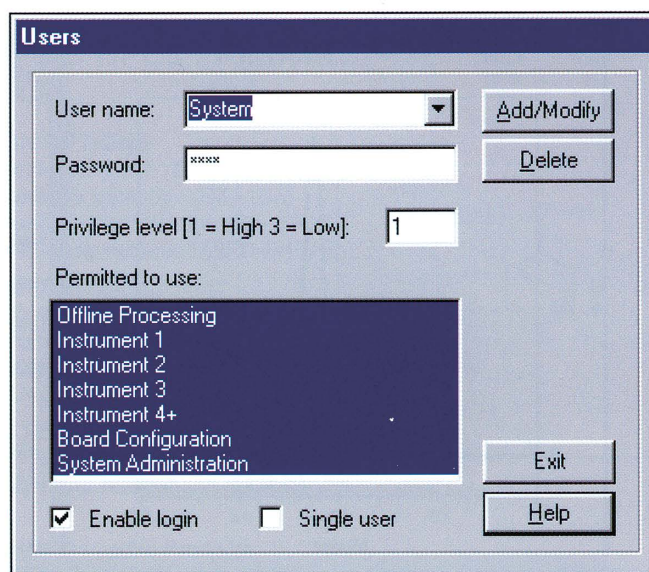 Users
User name: System
Add/Modify
Password: ****
Delete
Privilege level [1 = High 3 = Low]: 1
Permitted to use:
Offline Processing
Instrument 1
Instrument 2
Instrument 3
Instrument 4+
Board Configuration
System Administration
Exit
Enable login
Single user
Help